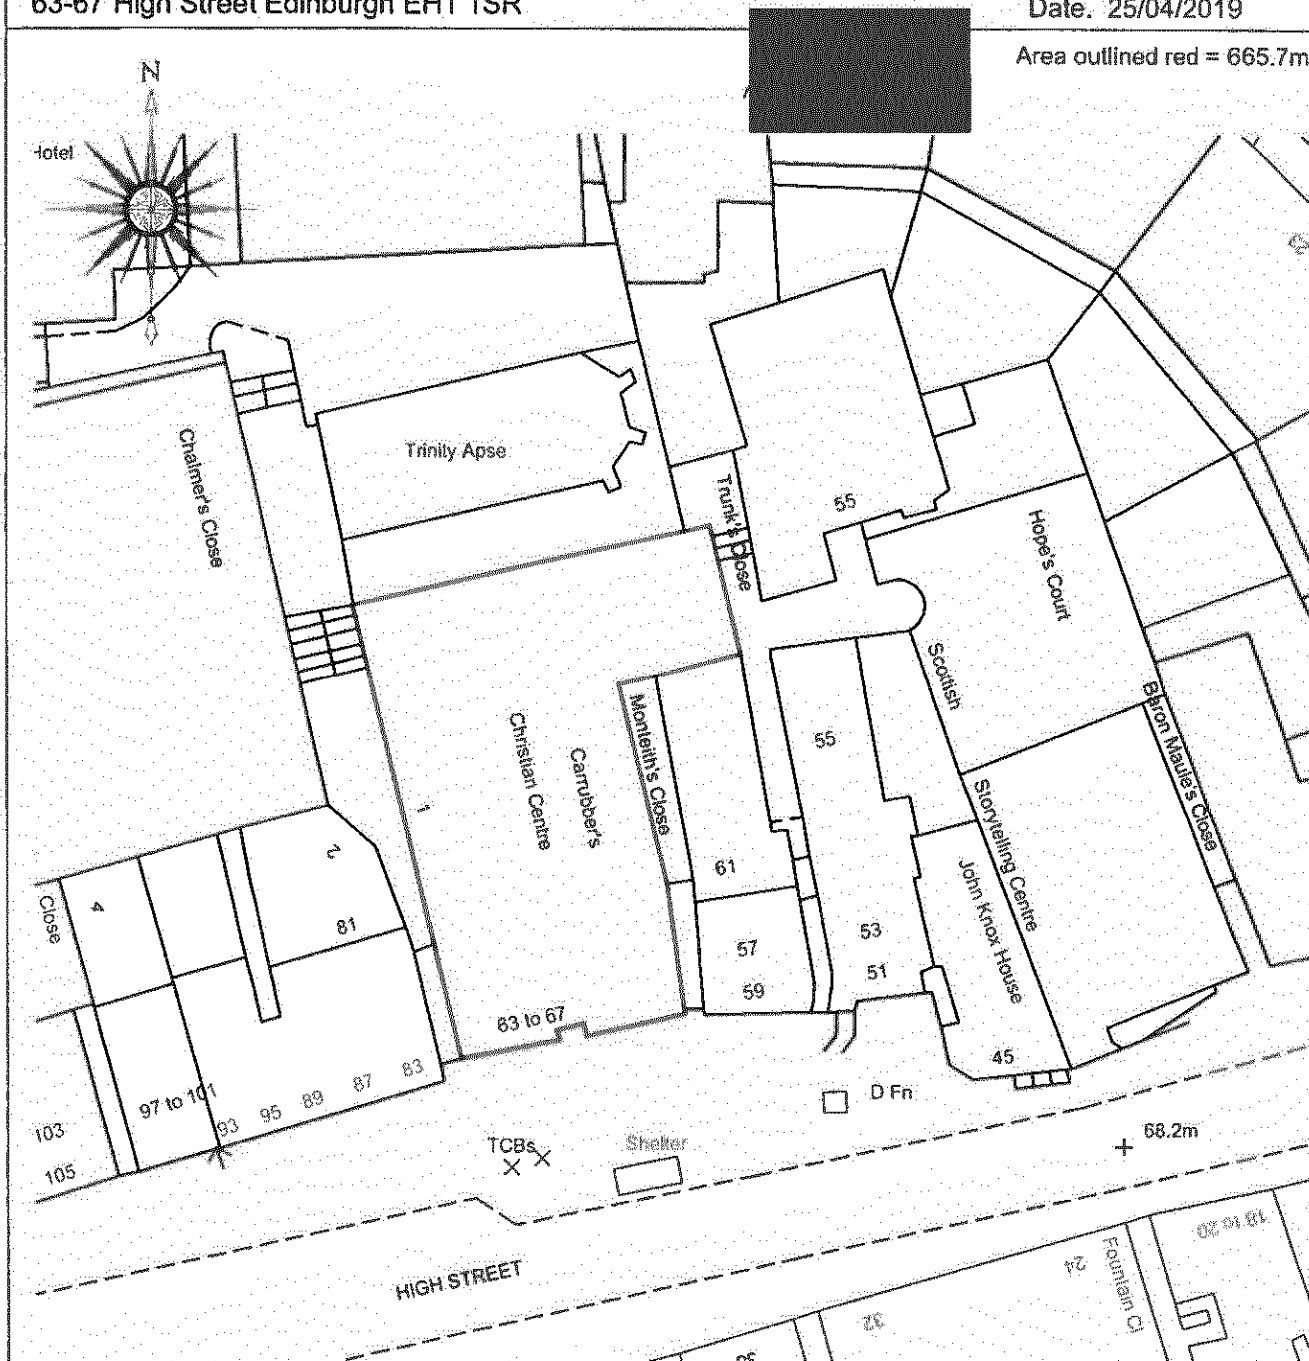 63-67 High Street Edinburgh EH1 1SR
Date. 25/04/2019
Area outlined red = 665.7m
N
Hotel
Chalmer's Close
Trinity Apse
Trunk's Close
55
Hope's Court
Scottish
Storytelling Centre
Baron Maule's Close
Christian Centre
Carrubber's
Monteith's Close
55
1
2
4
Close
81
61
57
59
53
51
John Knox House
45
63 to 67
97 to 101
93
95
89
87
83
103
105
D Fn
TCBs
Shelter
68.2m
HIGH STREET
18 to 20
24
Fountain Cl
32